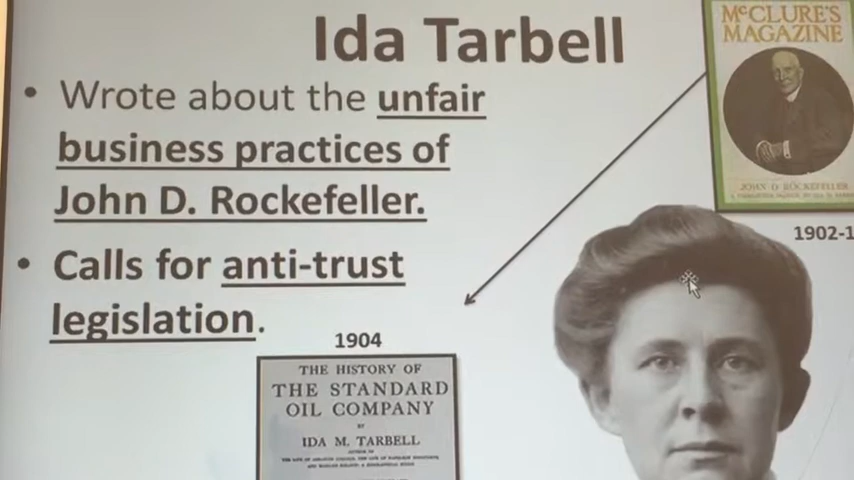 Ida Tarbell
• Wrote about the unfair
business practices of
John D. Rockefeller.
• Calls for anti-trust
legislation.
McCLURE'S
MAGAZINE
JOHN D. ROCKEFELLER
1902-1
1904
THE HISTORY OF
THE STANDARD
OIL COMPANY
BY
IDA M. TARBELL